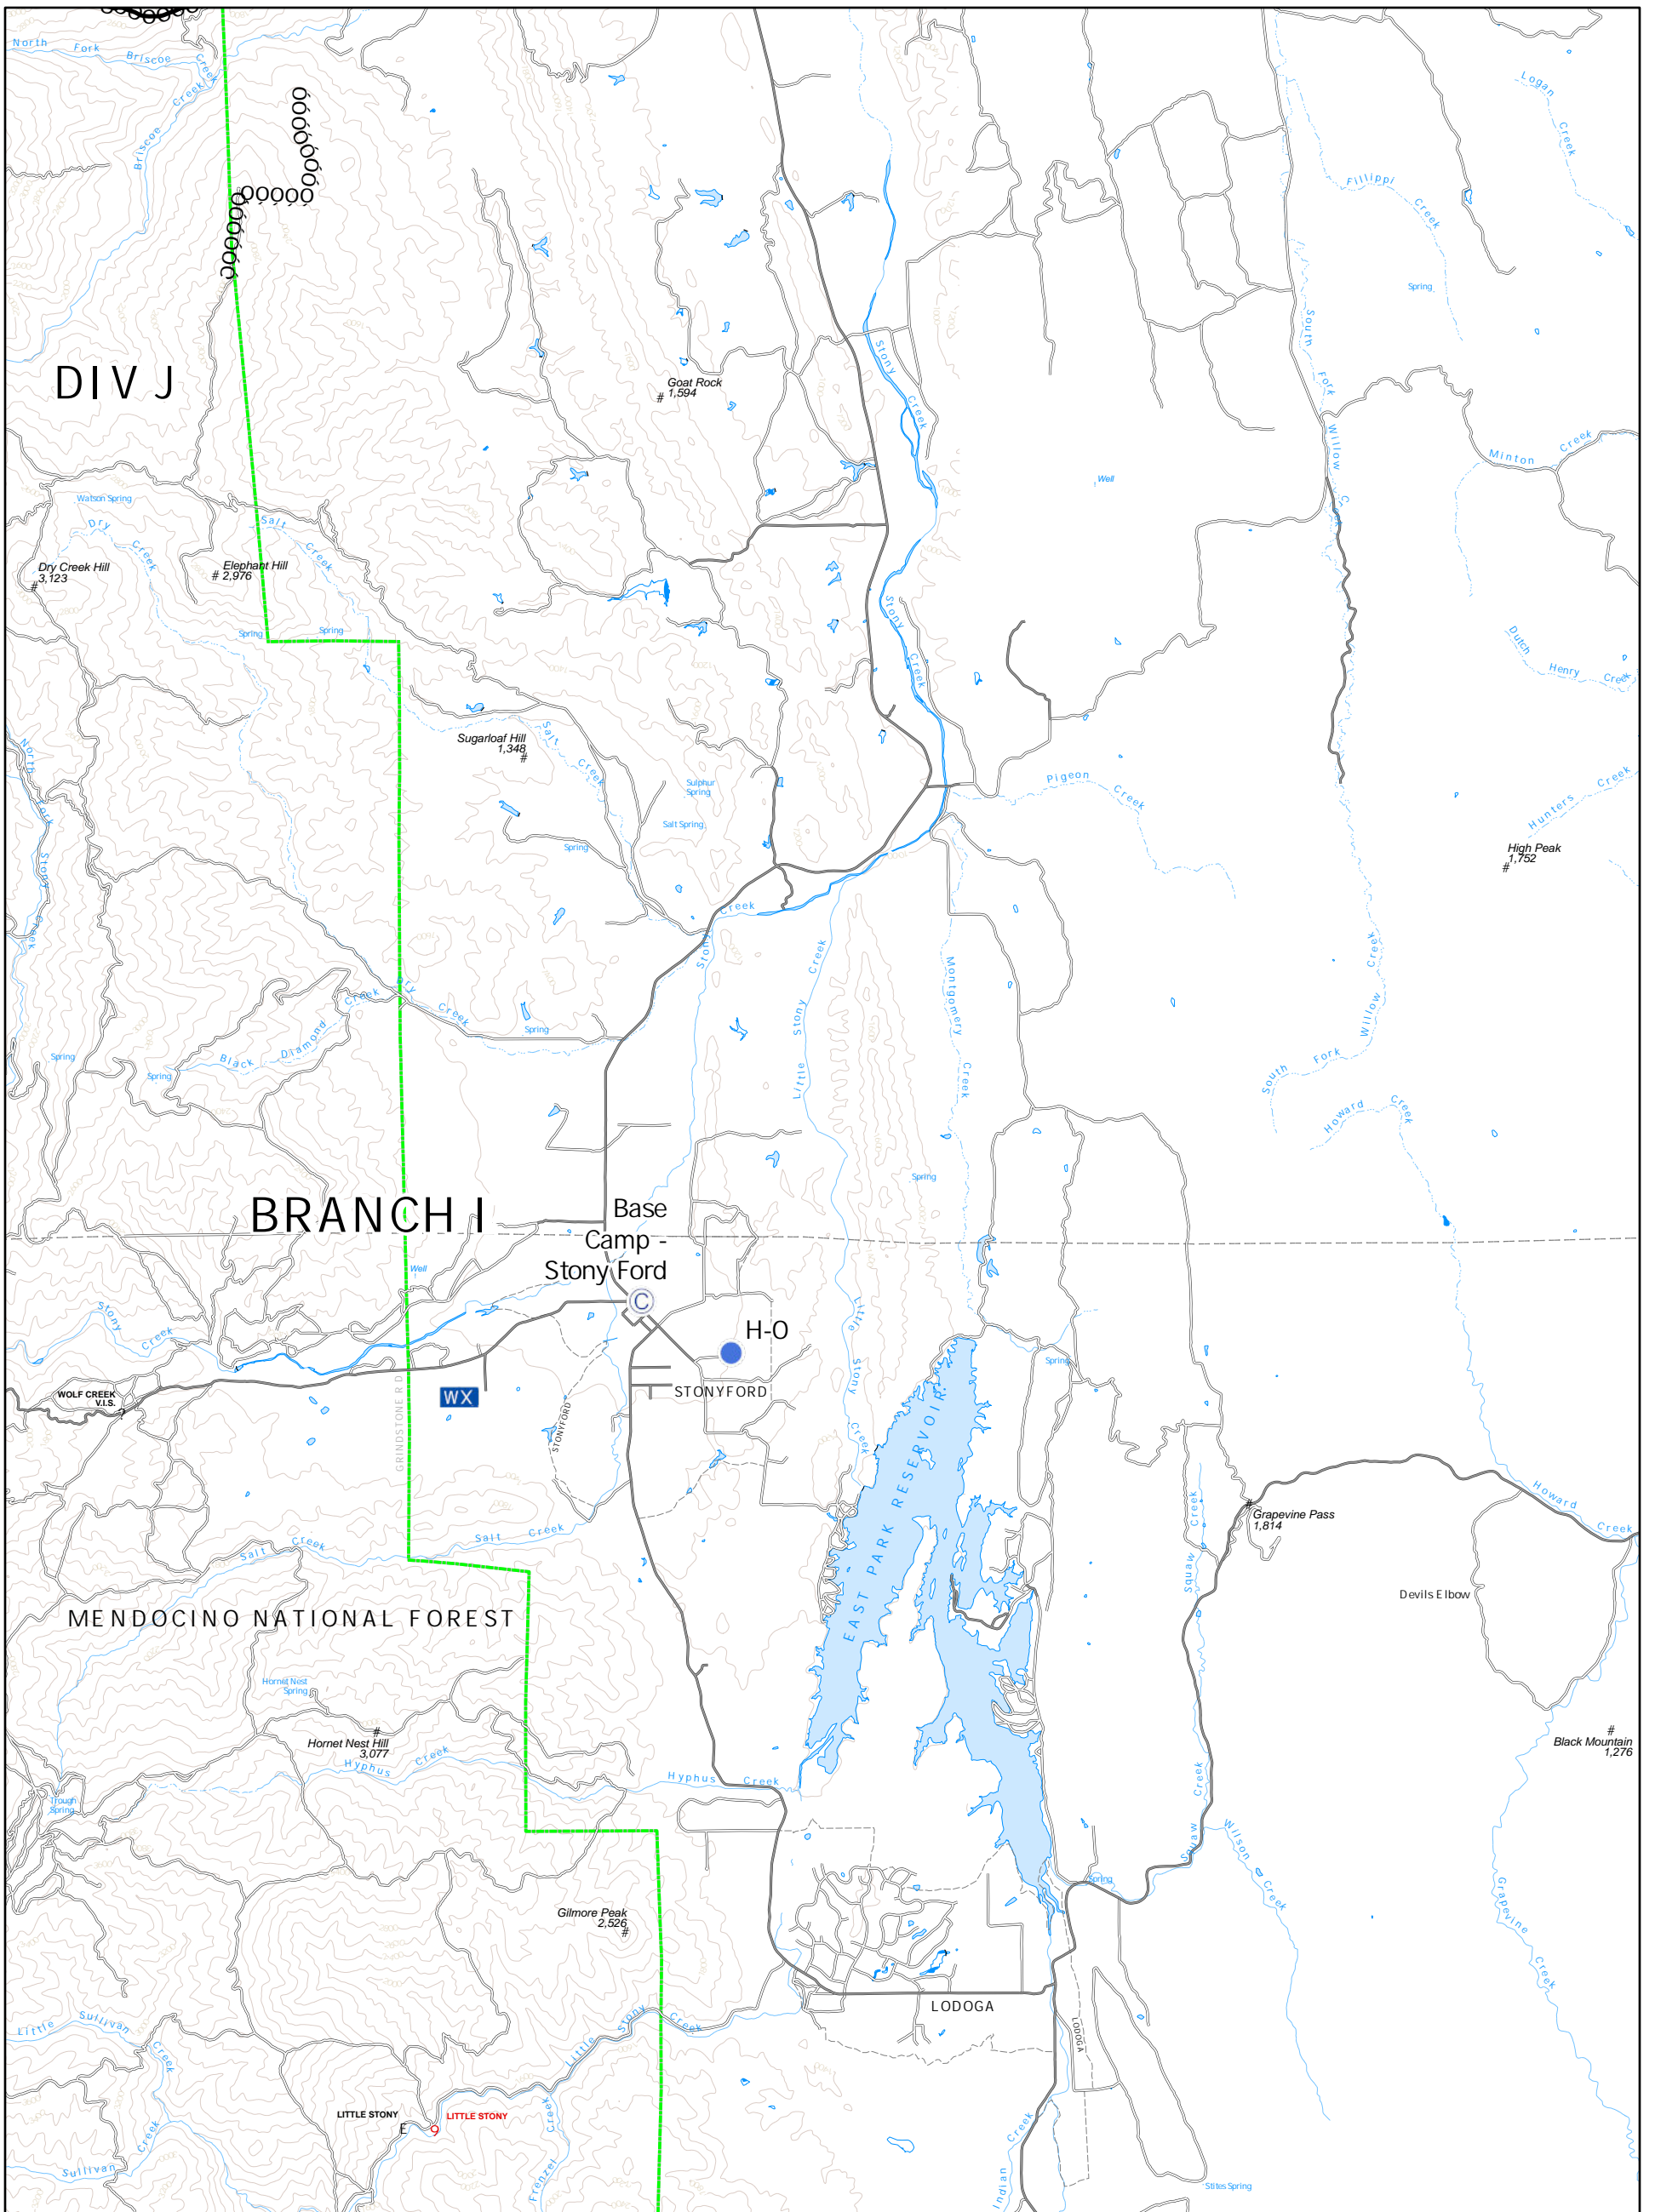 North Fork Briscoe Creek
Briscoe Creek
Logan Creek
Fillippi Creek
Spring
DIV J
Goat Rock
1,594
Stony Creek
South Fork Willow Creek
Minton Creek
Well
Watson Spring
Dry Creek
Salt Creek
Dry Creek Hill
3,123
Elephant Hill
2,976
Spring
Spring
Stony Creek
Dutch Henry Creek
North Fork Stony Creek
Sugarloaf Hill
1,348
Salt Creek
Sulphur
Spring
Salt Spring
Spring
Pigeon Creek
Hunters Creek
High Peak
1,752
Stony Creek
Little Stony Creek
Montgomery Creek
South Fork Willow Creek
Dry Creek
Spring
Black Diamond Creek
Spring
Spring
Howard Creek
Spring
BRANCH I
Base
Camp -
Stony Ford
Well
C
H-O
Stony Creek
Little Stony Creek
Spring
WOLF CREEK
V.I.S.
?
WX
STONYFORD
STONYFORD
GRINDSTONE RD
EAST PARK RESERVOIR
Squaw Creek
Grapevine Pass
1,814
Howard Creek
Salt Creek
Salt Creek
Devils Elbow
MENDOCINO NATIONAL FOREST
Hornet Nest
Spring
Hornet Nest Hill
3,077
Hyphus Creek
Hyphus Creek
Black Mountain
1,276
Trough
Spring
Squaw Creek
Wilson Creek
Spring
Grapevine Creek
Gilmore Peak
2,526
LODOGA
LODOGA
Little Sullivan Creek
Little Stony Creek
LITTLE STONY
E
9
LITTLE STONY
Sullivan Creek
Frenzel Creek
Indian Creek
Stites Spring